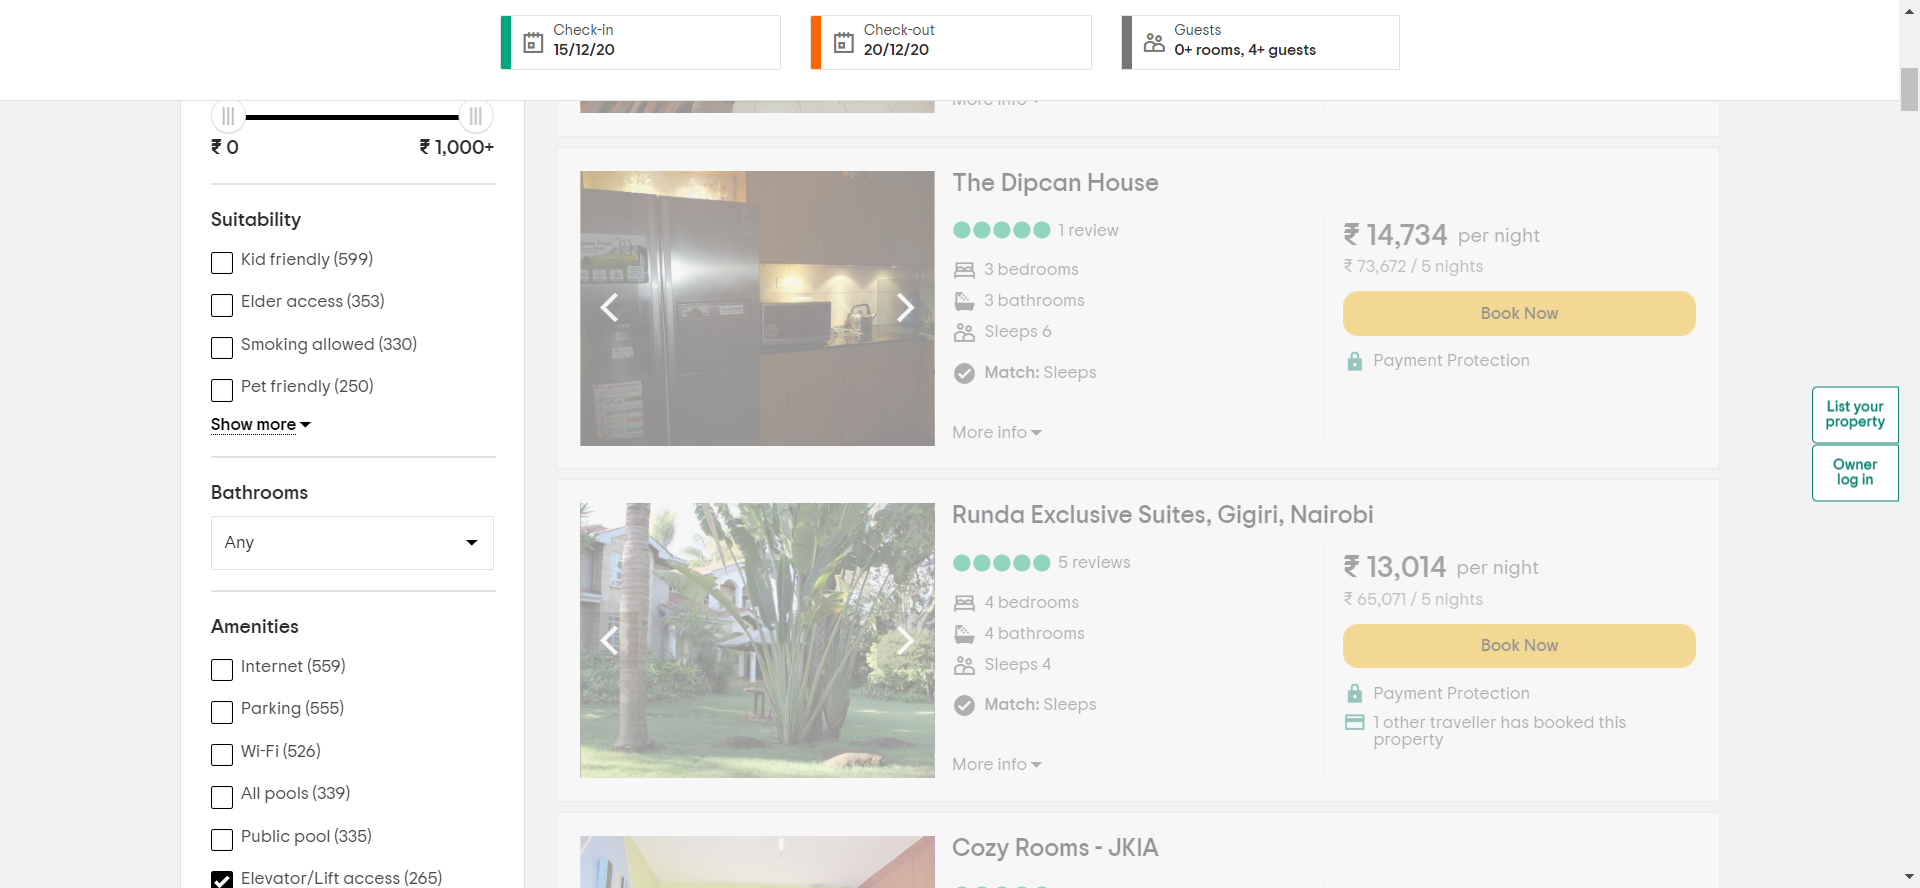 Check-in
15/12/20
Check-out
20/12/20
Guests
0+ rooms, 4+ guests
₹ 0
₹ 1,000+
Suitability
Kid friendly (599)
Elder access (353)
Smoking allowed (330)
Pet friendly (250)
Show more
Bathrooms
Any
Amenities
Internet (559)
Parking (555)
Wi-Fi (526)
All pools (339)
Public pool (335)
Elevator/Lift access (265)
More info
The Dipcan House
1 review
3 bedrooms
3 bathrooms
Sleeps 6
Match: Sleeps
More info
₹ 14,734 per night
₹ 73,672 / 5 nights
Book Now
Payment Protection
Runda Exclusive Suites, Gigiri, Nairobi
5 reviews
4 bedrooms
4 bathrooms
Sleeps 4
Match: Sleeps
More info
₹ 13,014 per night
₹ 65,071 / 5 nights
Book Now
Payment Protection
1 other traveller has booked this
property
Cozy Rooms - JKIA
List your
property
Owner
log in